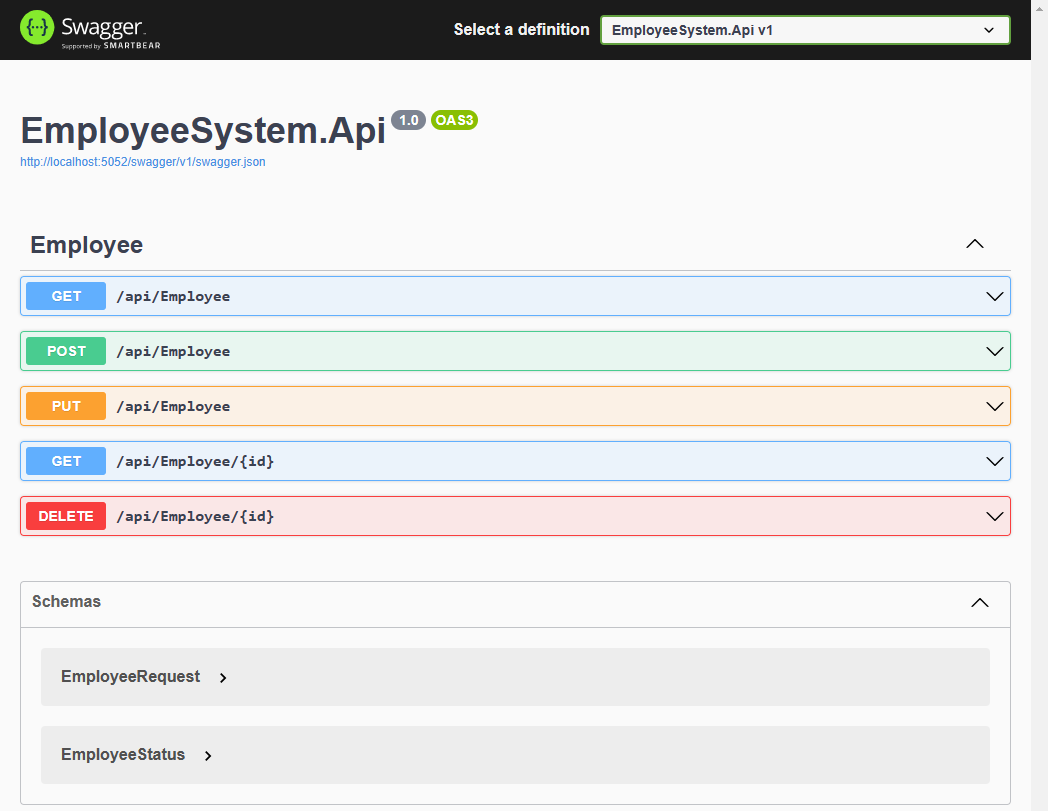 Swagger
Supported by SMARTBEAR
Select a definition
EmployeeSystem.Api v1
EmployeeSystem.Api 1.0 OAS3
http://localhost:5052/swagger/v1/swagger.json
Employee
GET /api/Employee
POST /api/Employee
PUT /api/Employee
GET /api/Employee/{id}
DELETE /api/Employee/{id}
Schemas
EmployeeRequest
EmployeeStatus